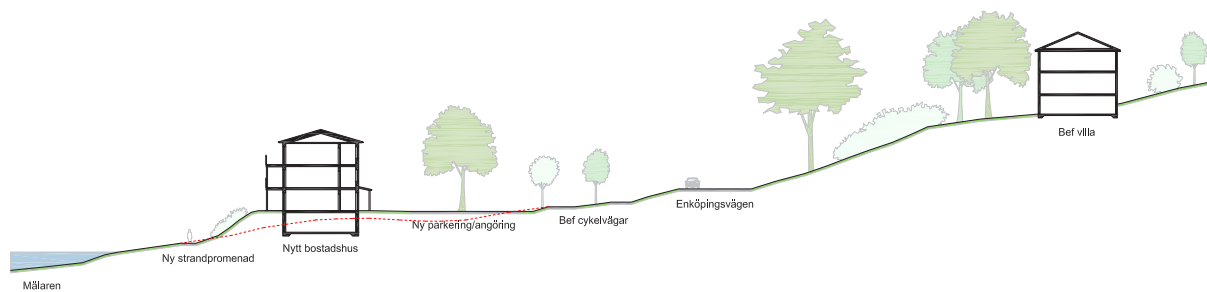 Mälaren
Ny strandpromenad
Nytt bostadshus
Ny parkering/angöring
Bef cykelvägar
Enköpingsvägen
Bef vIlla